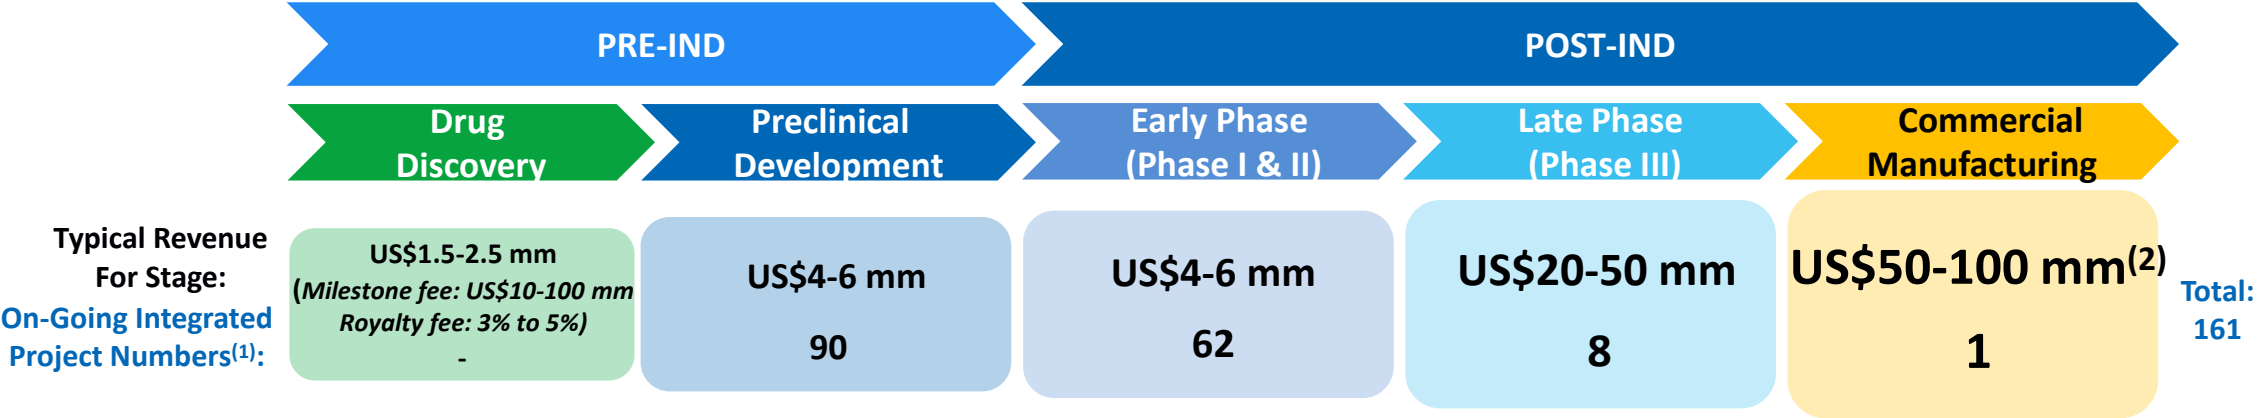 PRE-IND
POST-IND
Drug
Discovery
Preclinical
Development
Early Phase
(Phase I & II)
Late Phase
(Phase III)
Commercial
Manufacturing
Typical Revenue
For Stage:
US$1.5-2.5 mm
(Milestone fee: US$10-100 mm
Royalty fee: 3% to 5%)
US$4-6 mm
US$4-6 mm
US$20-50 mm
US$50-100 mm(2)
On-Going Integrated
Project Numbers(1):
-
90
62
8
1
Total:
161